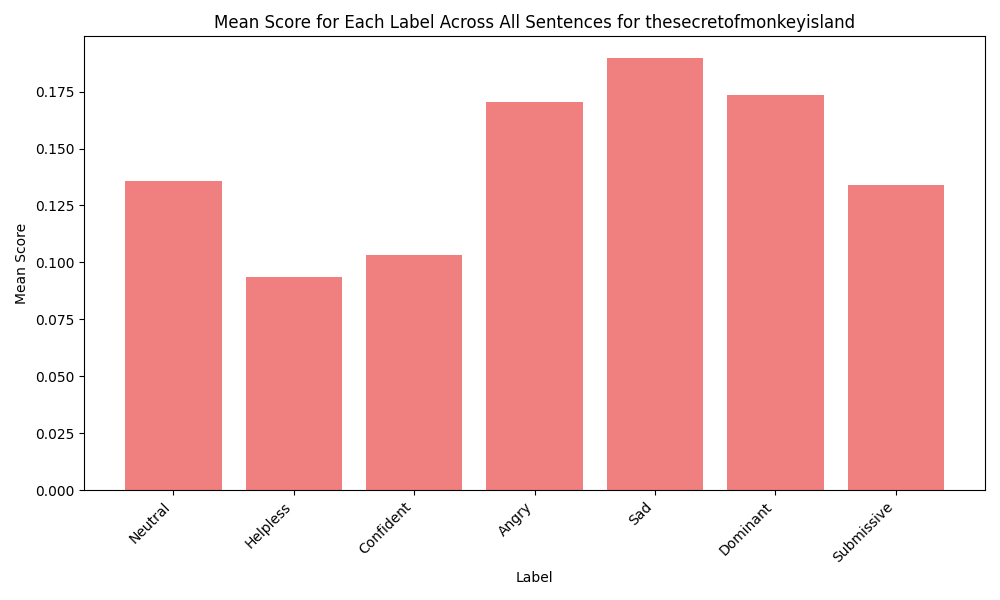 Mean Score for Each Label Across All Sentences for thesecretofmonkeyisland
Mean Score
0.175
0.150
0.125
0.100
0.075
0.050
0.025
0.000
Neutral
Helpless
Confident
Angry
Sad
Dominant
Submissive
Label